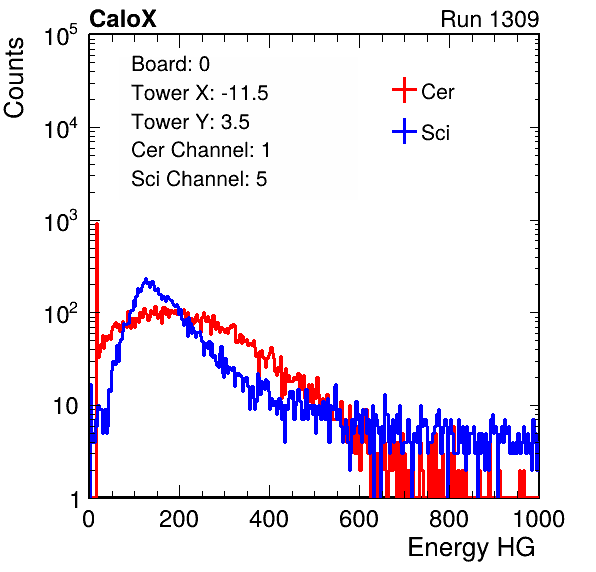 CaloX Run 1309
Counts
10^5
10^4
10^3
10^2
10
1
Board: 0
Tower X: -11.5
Tower Y: 3.5
Cer Channel: 1
Sci Channel: 5
Cer
Sci
0 200 400 600 800 1000
Energy HG